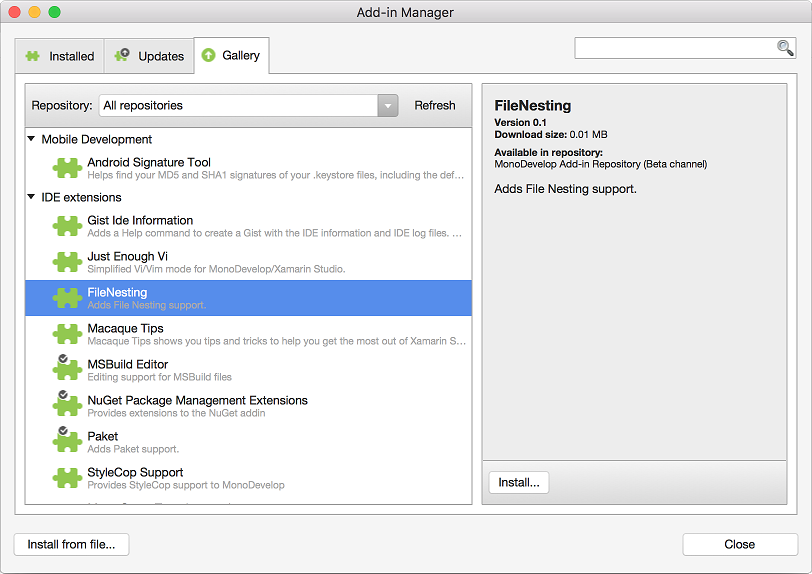 Add-in Manager
Installed
Updates
Gallery
Repository:
All repositories
Refresh
Mobile Development
Android Signature Tool
Helps find your MD5 and SHA1 signatures of your .keystore files, including the def...
IDE extensions
Gist Ide Information
Adds a Help command to create a Gist with the IDE information and IDE log files. ...
Just Enough Vi
Simplified Vi/Vim mode for MonoDevelop/Xamarin Studio.
FileNesting
Adds File Nesting support.
Macaque Tips
Macaque Tips shows you tips and tricks to help you get the most out of Xamarin S...
MSBuild Editor
Editing support for MSBuild files
NuGet Package Management Extensions
Provides extensions to the NuGet addin
Paket
Adds Paket support.
StyleCop Support
Provides StyleCop support to MonoDevelop
FileNesting
Version 0.1
Download size: 0.01 MB
Available in repository:
MonoDevelop Add-in Repository (Beta channel)
Adds File Nesting support.
Install...
Install from file...
Close